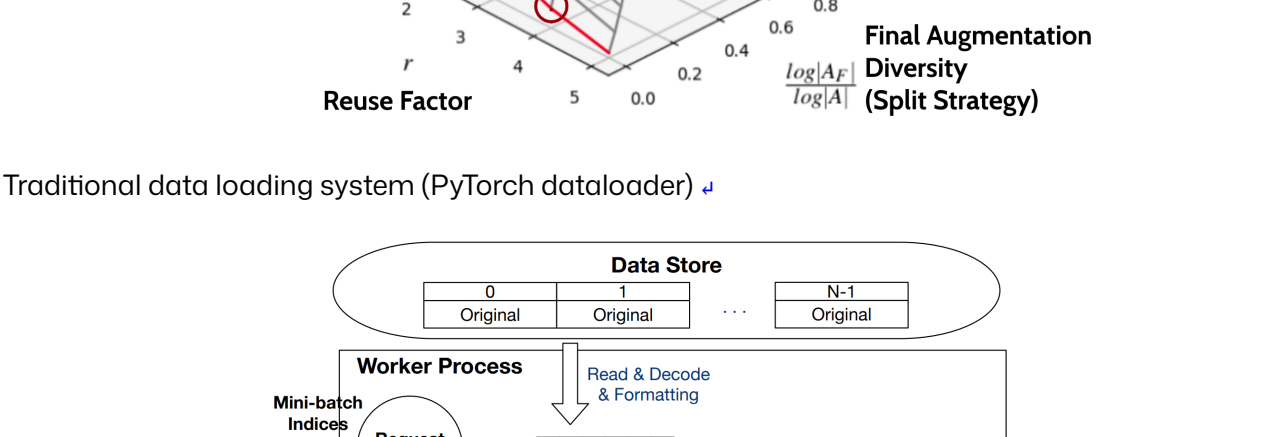 0.8
2
0.6
3
0.4
r
4
0.2
5
0.0
Reuse Factor
log|A_F|
log|A|
Final Augmentation
Diversity
(Split Strategy)
Traditional data loading system (PyTorch dataloader) ↵
Data Store
0 1 N-1
Original Original ... Original
Worker Process
Read & Decode
& Formatting
Mini-batch
Indices
Request